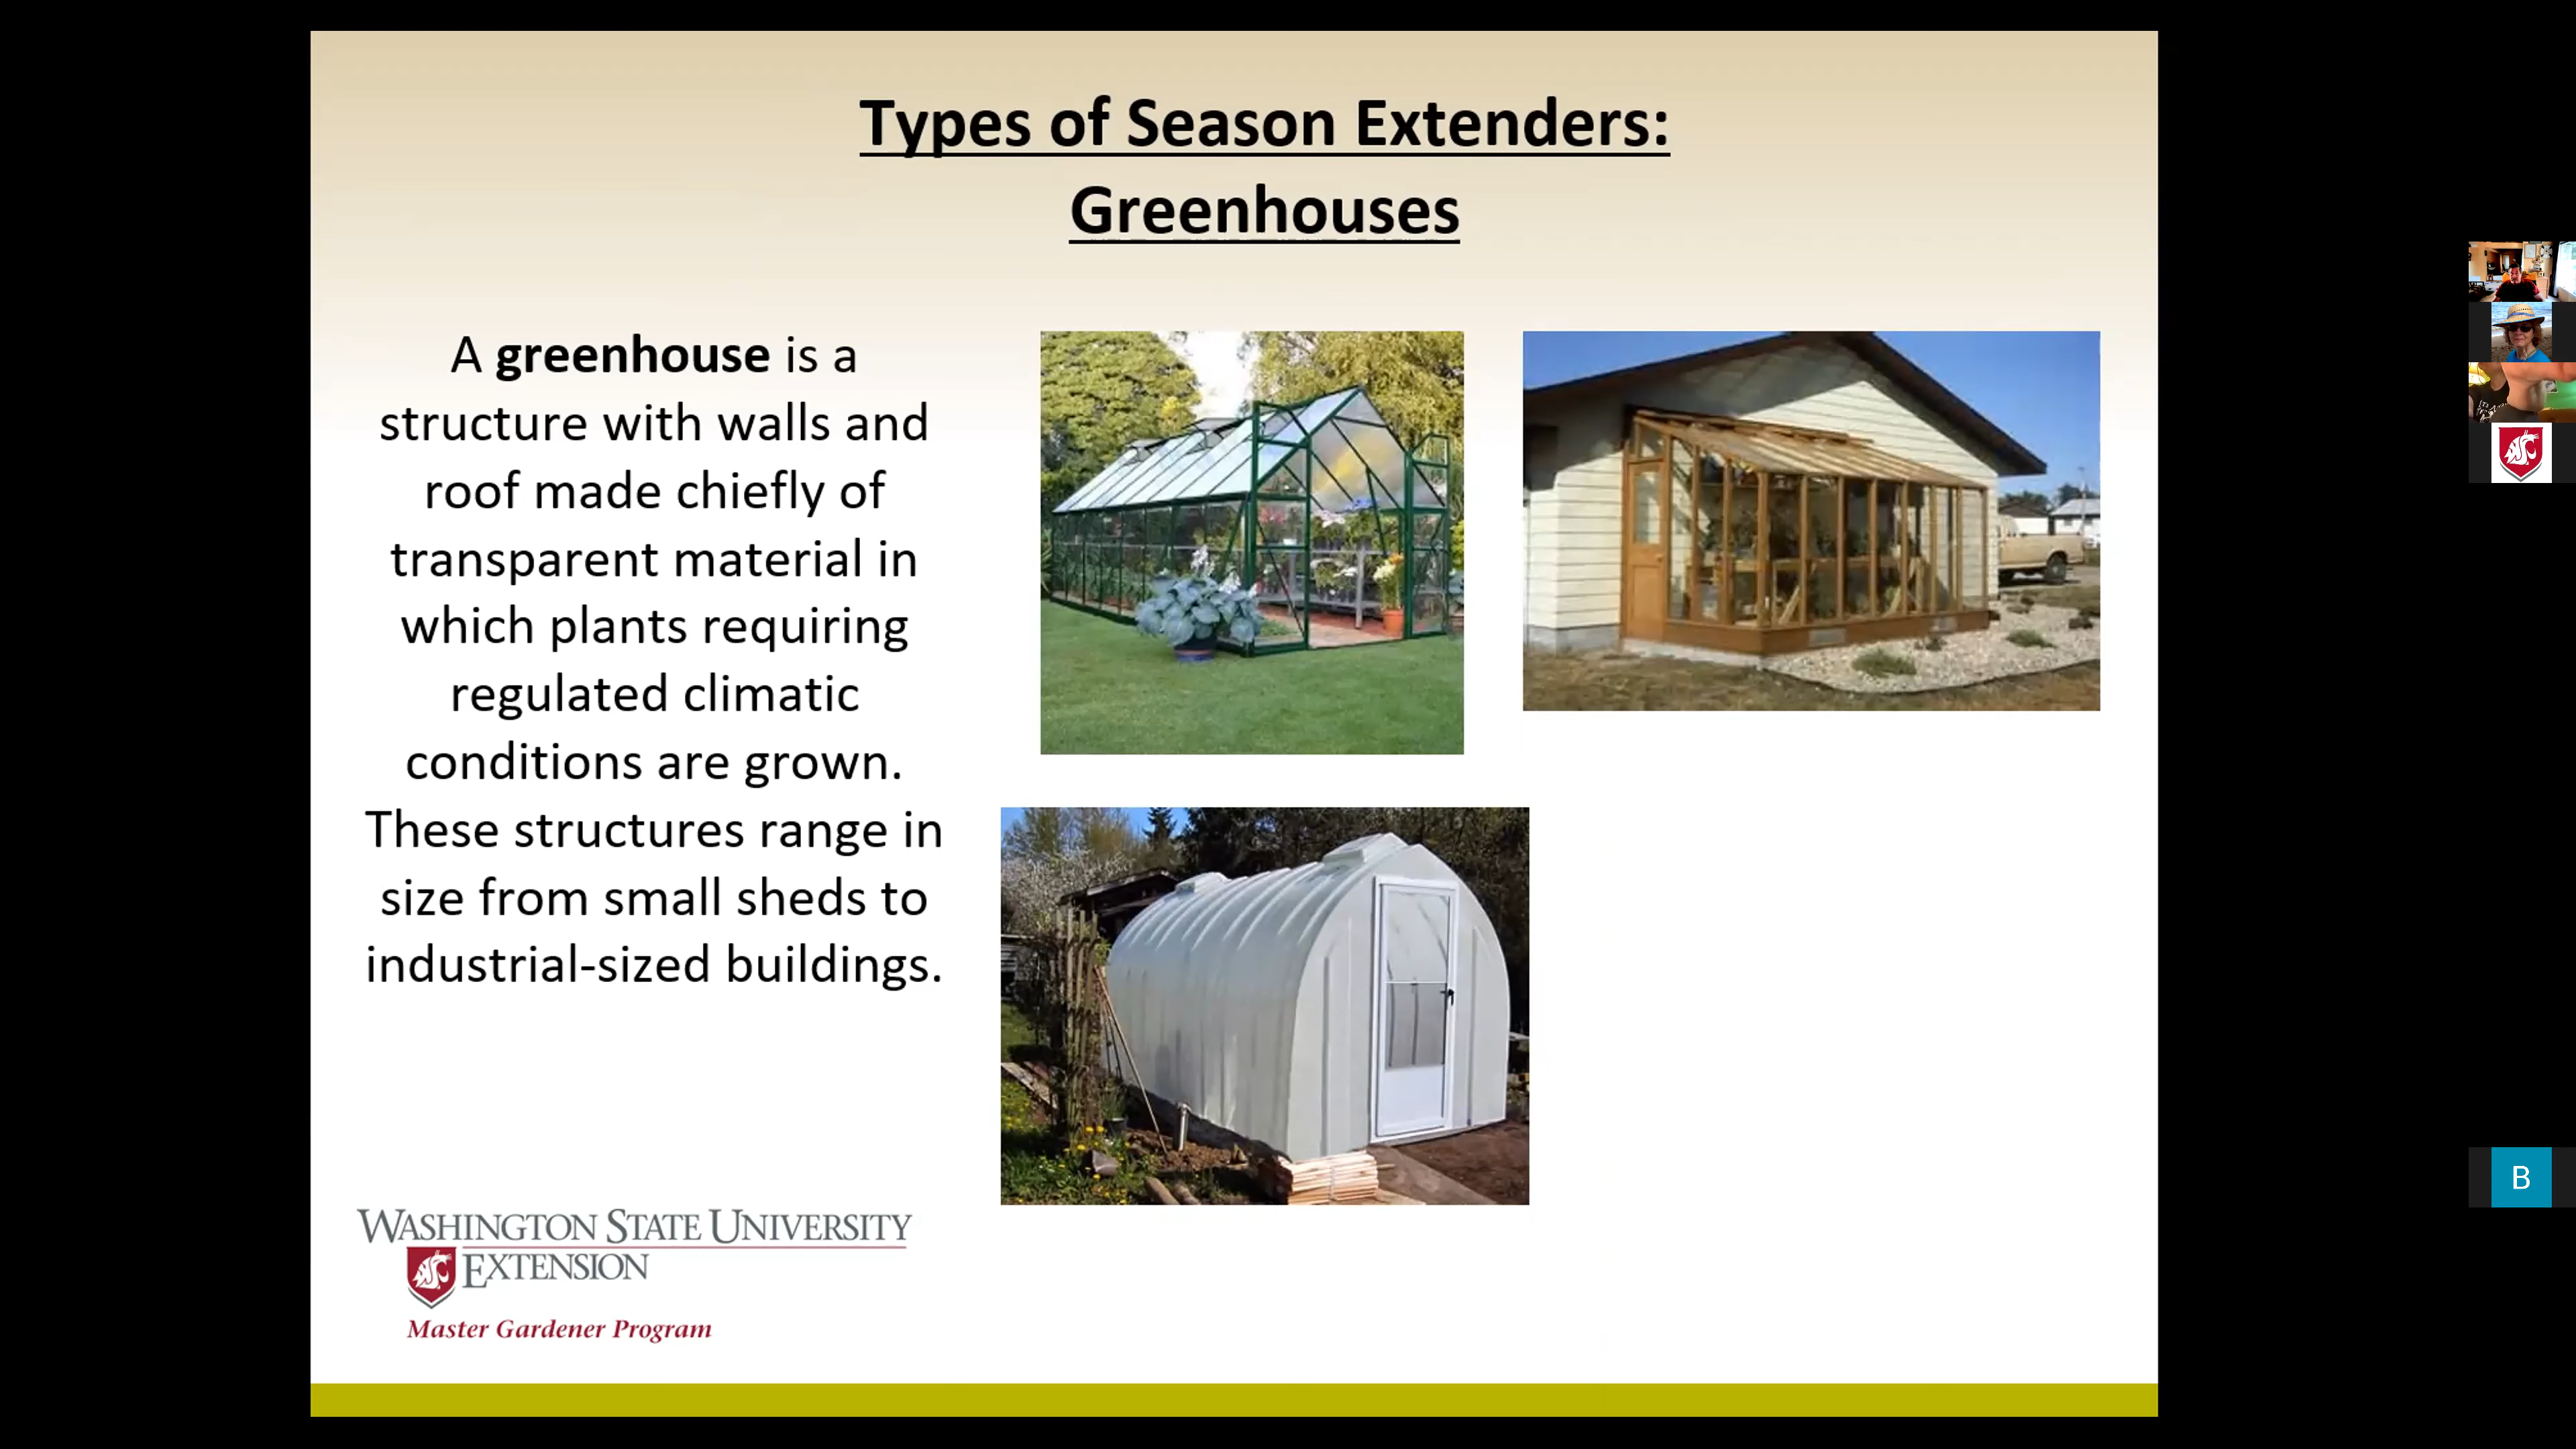 Types of Season Extenders:
Greenhouses
A greenhouse is a
structure with walls and
roof made chiefly of
transparent material in
which plants requiring
regulated climatic
conditions are grown.
These structures range in
size from small sheds to
industrial-sized buildings.
WASHINGTON STATE UNIVERSITY
EXTENSION
Master Gardener Program
B